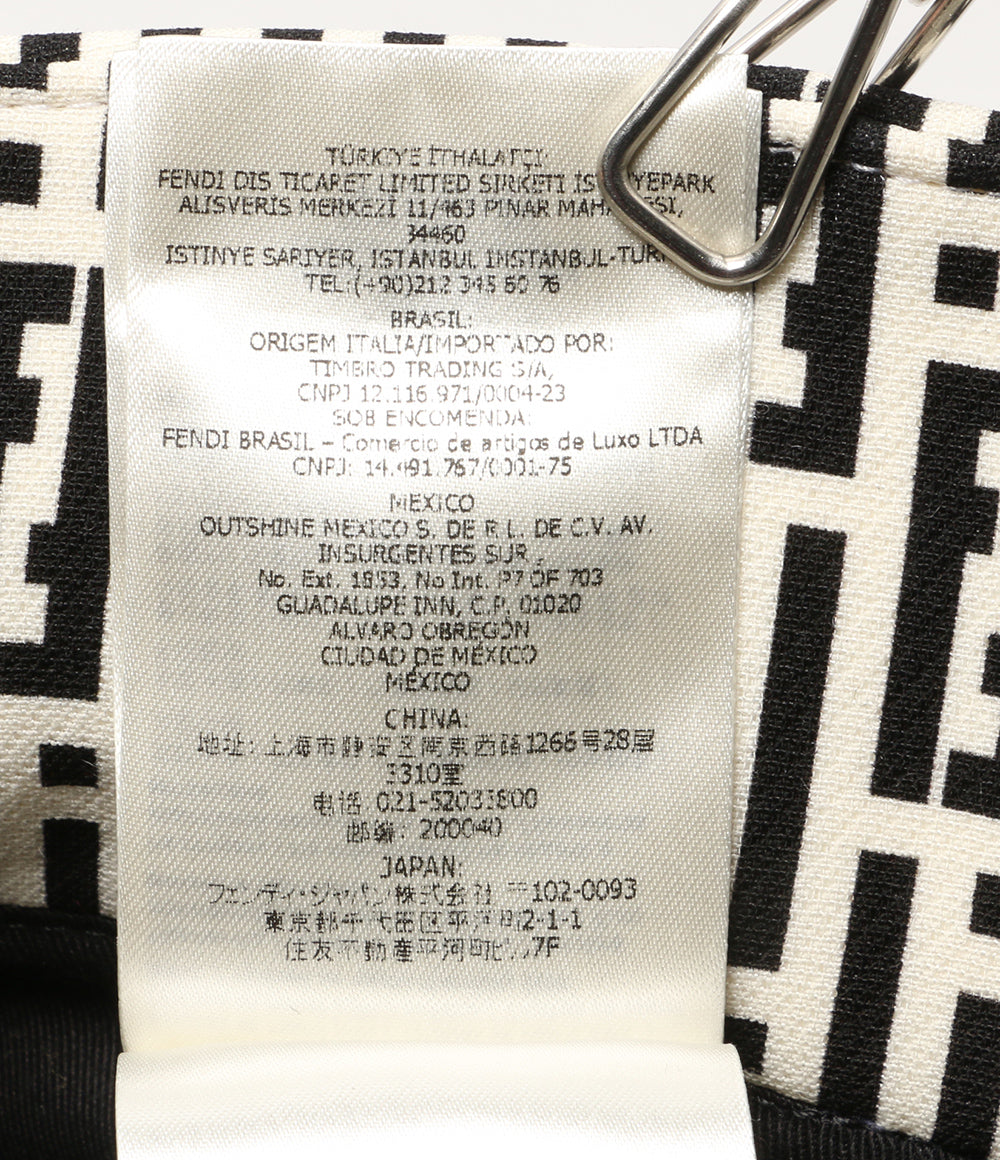 TÜRKİYE İTHALATÇI:
FENDI DIS TICARET LIMITED SIRKETI
ALISVERIS MERKEZİ 11/463 PINAR
34460
ISTINYE SARIYER, ISTANBUL INSTANBUL-
TEL:(+90)212 345 60 76
BRASIL:
ORIGEM ITALIA/IMPORTADO POR:
TIMBRO TRADING S/A,
CNPJ 12.116.971/0004-23
SOB ENCOMENDA:
FENDI BRASIL – Comercio de artigos de Luxo LTDA
CNPJ: 14.491.767/0001-75
MEXICO
OUTSHINE MEXICO S. DE R.L. DE C.V. AV.
INSURGENTES SUR
No. Ext. 1853. No Int. P7 OF 703
GUADALUPE INN, C.P. 01020
ALVARO OBREGÓN
CIUDAD DE MÉXICO
MÉXICO
CHINA:
地址: 上海市静安区南京西路1266号28层
3310室
电话: 021-52033800
邮编: 200040
JAPAN:
フェンディ・ジャパン株式会社 〒102-0093
東京都千代田区平河町2-1-1
住友不動産平河町ビル7F